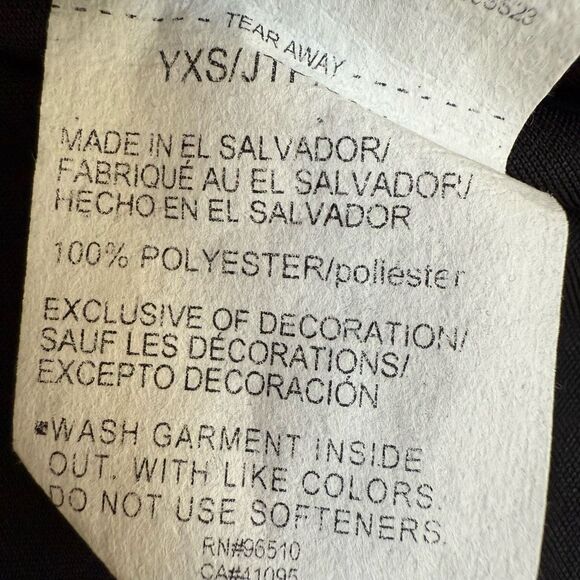 TEAR AWAY
MADE IN EL SALVADOR/
FABRIQUÉ AU EL SALVADOR/
HECHO EN EL SALVADOR
100% POLYESTER/poliéster
EXCLUSIVE OF DECORATION/
SAUF LES DÉCORATIONS/
EXCEPTO DECORACIÓN
WASH GARMENT INSIDE
OUT. WITH LIKE COLORS.
DO NOT USE SOFTENERS.
RN#96510
CA#41095